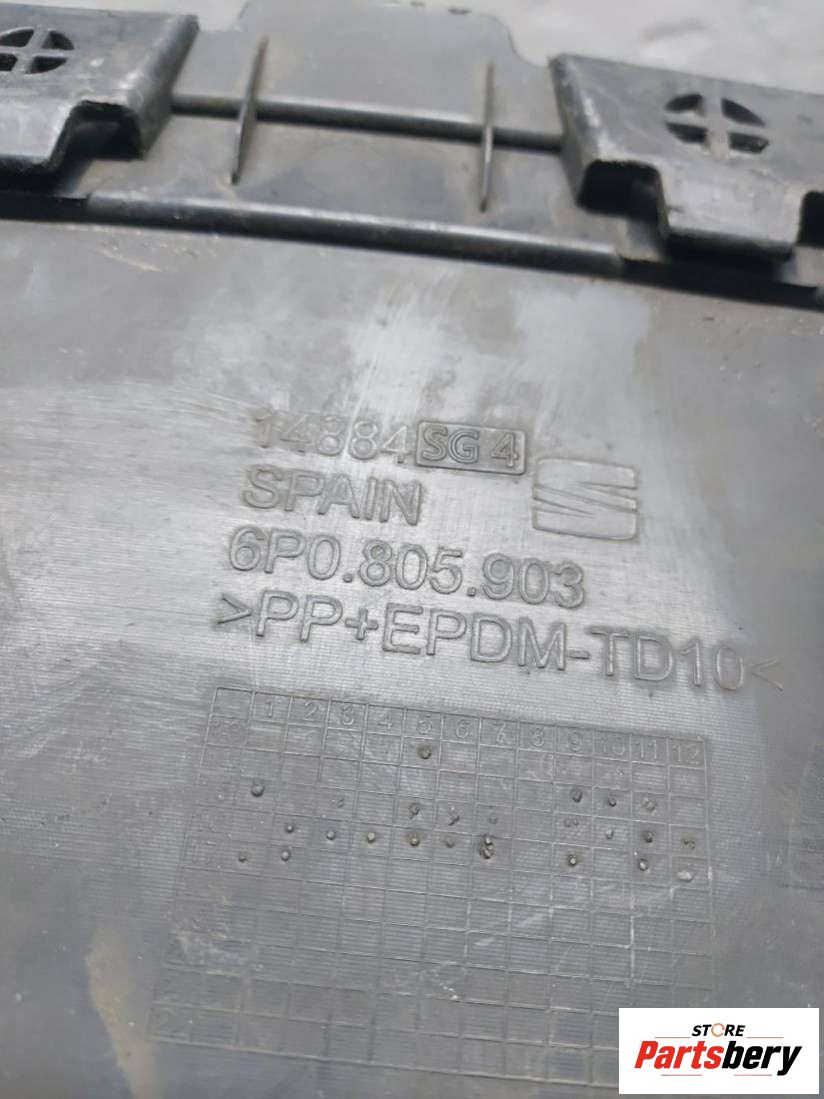 14884 SG 4
SPAIN
6P0.805.903
>PP+EPDM-TD10<
1 2 3 4 5 6 7 8 9 10 11 12
STORE
Partsbery